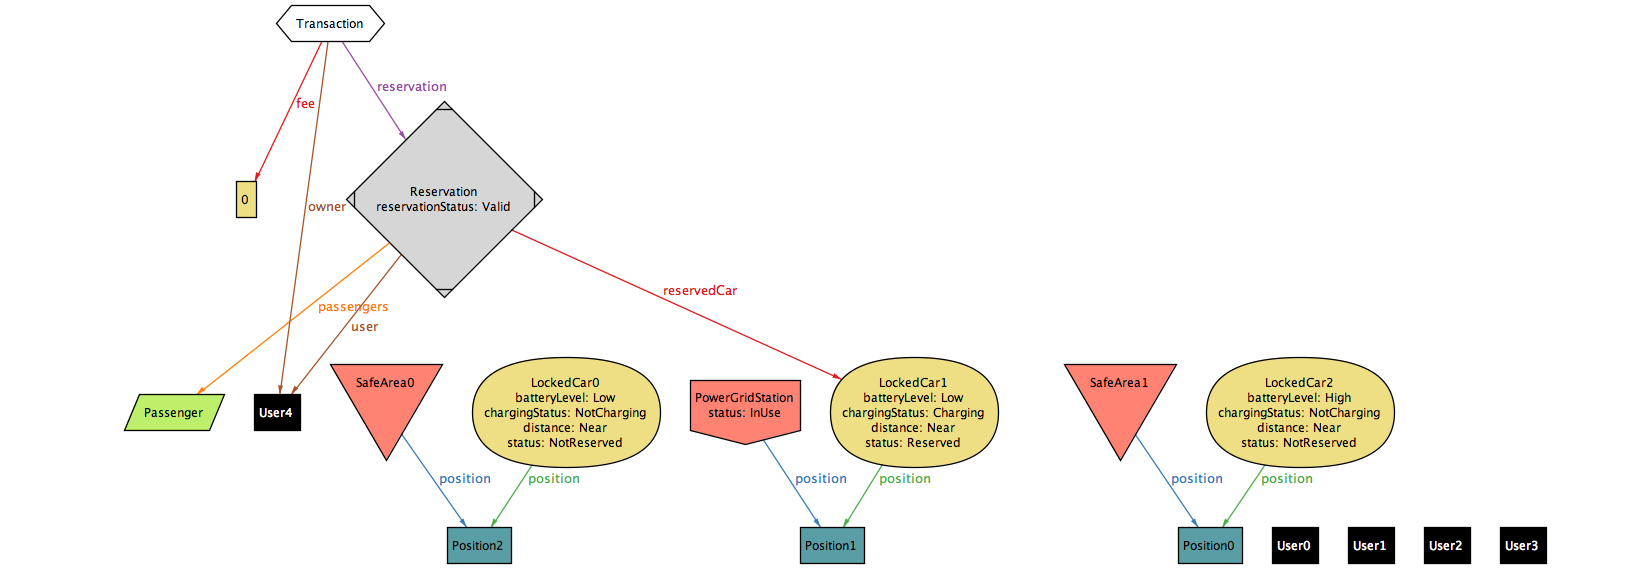 Transaction
reservation
fee
0
Reservation
reservationStatus: Valid
owner
reservedCar
passengers
user
Passenger
User4
SafeArea0
LockedCar0
batteryLevel: Low
chargingStatus: NotCharging
distance: Near
status: NotReserved
PowerGridStation
status: InUse
LockedCar1
batteryLevel: Low
chargingStatus: Charging
distance: Near
status: Reserved
SafeArea1
LockedCar2
batteryLevel: High
chargingStatus: NotCharging
distance: Near
status: NotReserved
position
position
position
position
position
position
Position2
Position1
Position0
User0
User1
User2
User3